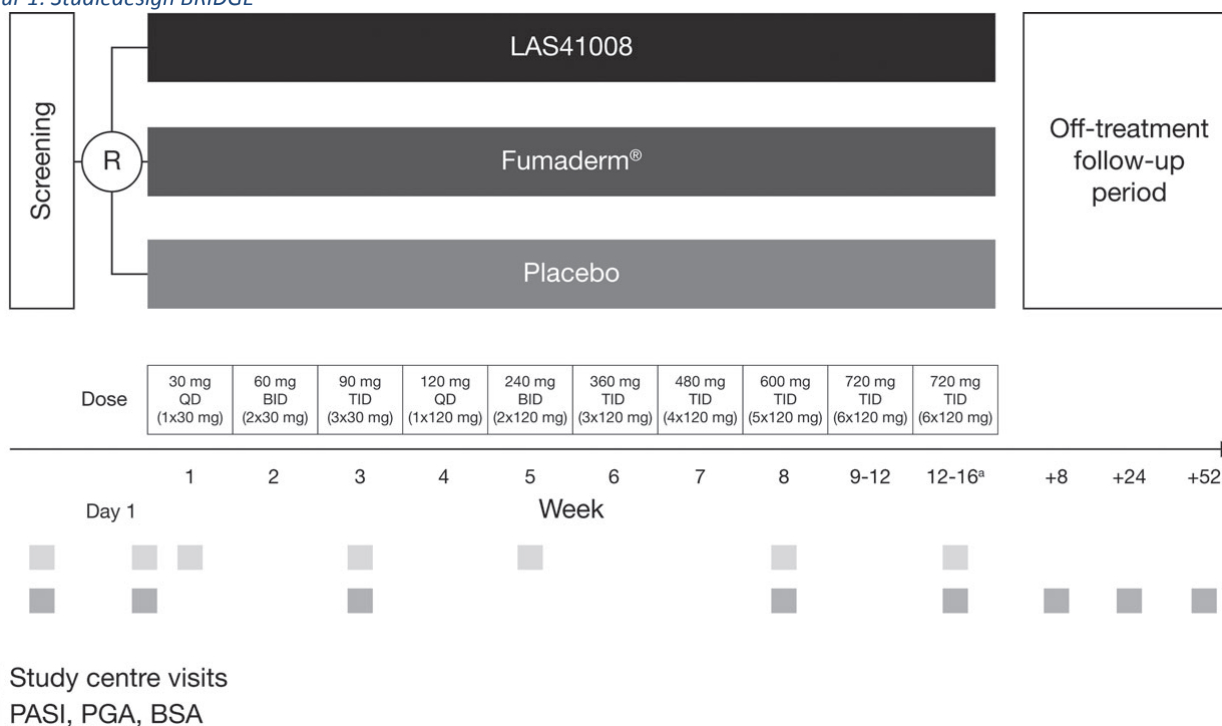 ur 1. Studiedesign BRIDGE
LAS41008
Screening
R
Fumaderm®
Placebo
Off-treatment
follow-up
period
Dose
30 mg QD (1x30 mg)
60 mg BID (2x30 mg)
90 mg TID (3x30 mg)
120 mg QD (1x120 mg)
240 mg BID (2x120 mg)
360 mg TID (3x120 mg)
480 mg TID (4x120 mg)
600 mg TID (5x120 mg)
720 mg TID (6x120 mg)
720 mg TID (6x120 mg)
1 2 3 4 5 6 7 8 9-12 12-16ᵃ +8 +24 +52
Day 1
Week
Study centre visits
PASI, PGA, BSA